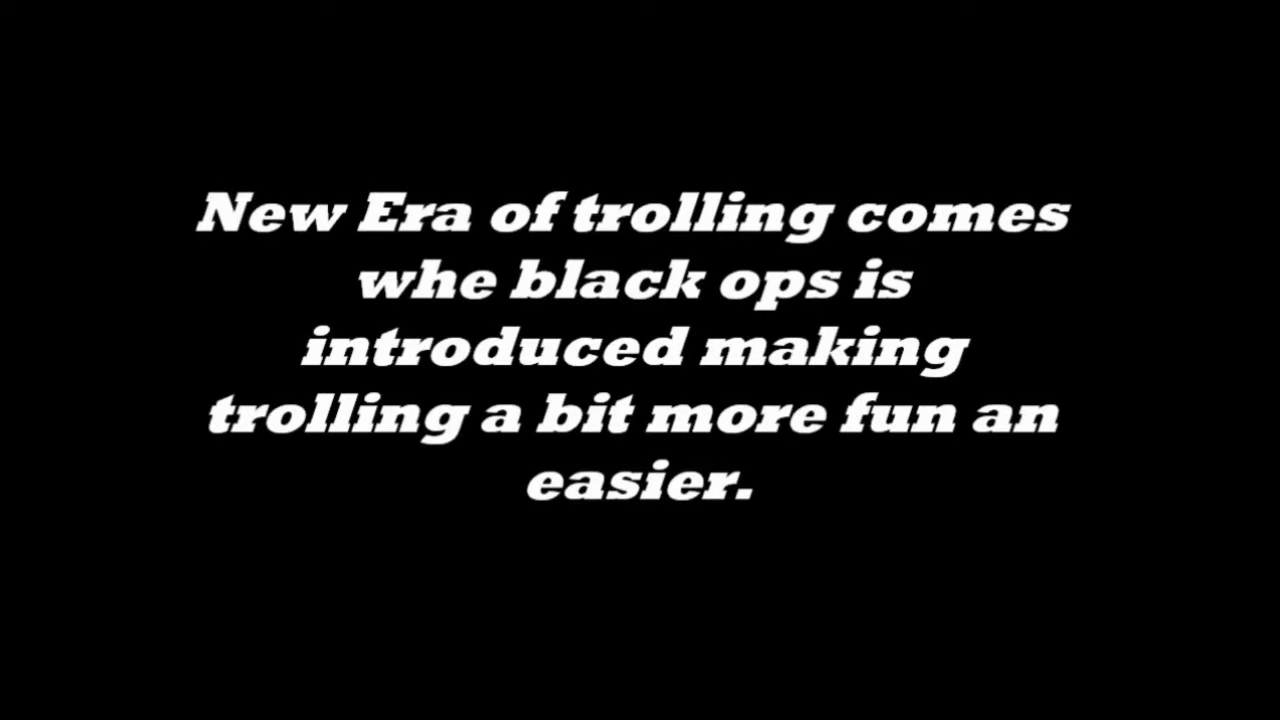 New Era of trolling comes
whe black ops is
introduced making
trolling a bit more fun an
easier.